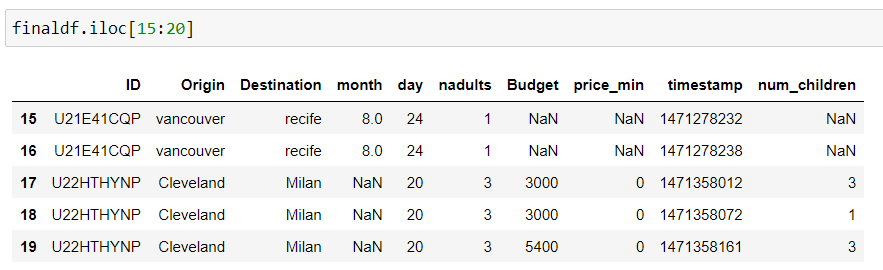 finaldf.iloc[15:20]
ID Origin Destination month day nadults Budget price_min timestamp num_children
15 U21E41CQP vancouver recife 8.0 24 1 NaN NaN 1471278232 NaN
16 U21E41CQP vancouver recife 8.0 24 1 NaN NaN 1471278238 NaN
17 U22HTHYNP Cleveland Milan NaN 20 3 3000 0 1471358012 3
18 U22HTHYNP Cleveland Milan NaN 20 3 3000 0 1471358072 1
19 U22HTHYNP Cleveland Milan NaN 20 3 5400 0 1471358161 3